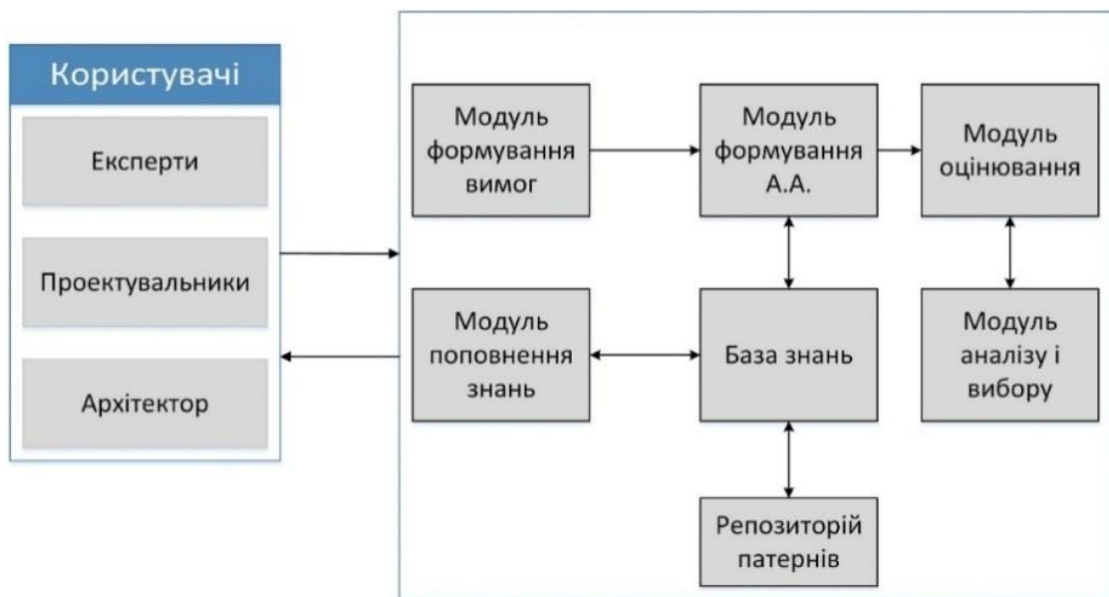 Користувачі
Експерти
Проектувальники
Архітектор
Модуль
формування
вимог
Модуль
формування
А.А.
Модуль
оцінювання
Модуль
поповнення
знань
База знань
Модуль
аналізу і
вибору
Репозиторій
патернів